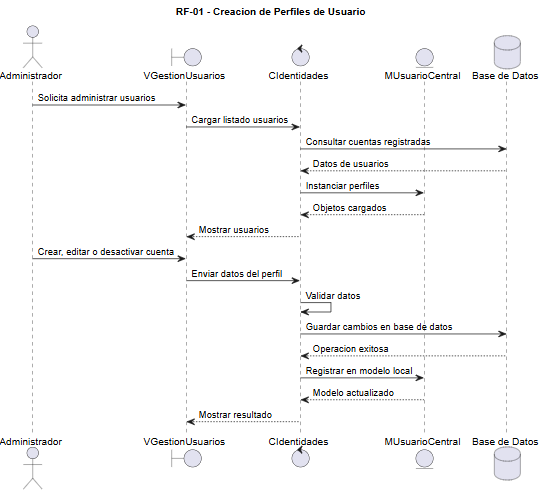 RF-01 - Creacion de Perfiles de Usuario
Administrador
VGestionUsuarios
CIdentidades
MUsuarioCentral
Base de Datos
Solicita administrar usuarios
Cargar listado usuarios
Consultar cuentas registradas
Datos de usuarios
Instanciar perfiles
Objetos cargados
Mostrar usuarios
Crear, editar o desactivar cuenta
Enviar datos del perfil
Validar datos
Guardar cambios en base de datos
Operacion exitosa
Registrar en modelo local
Modelo actualizado
Mostrar resultado
Administrador
VGestionUsuarios
CIdentidades
MUsuarioCentral
Base de Datos